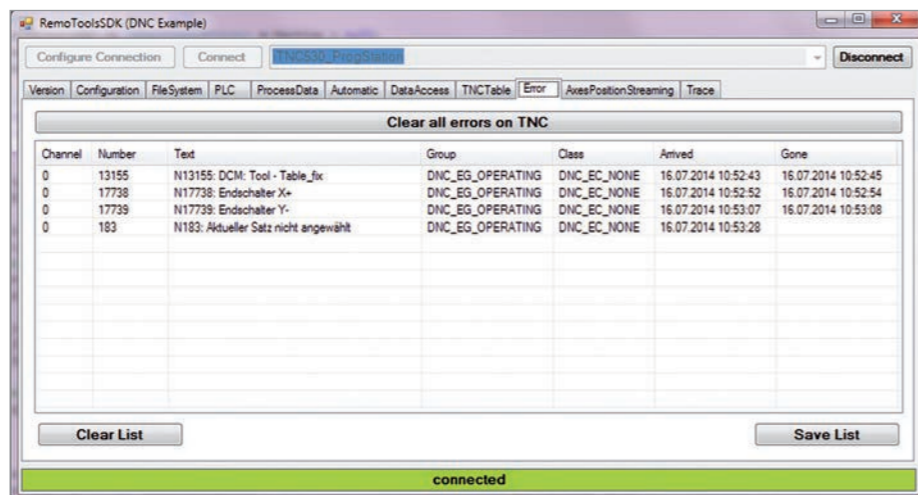 RemoToolsSDK (DNC Example)
Configure Connection Connect iTNC530_ProgStation Disconnect
Version Configuration FileSystem PLC ProcessData Automatic DataAccess TNCTable Error AxesPositionStreaming Trace
Clear all errors on TNC
Channel Number Text Group Class Arrived Gone
0 13155 N13155: DCM: Tool - Table_fix DNC_EG_OPERATING DNC_EC_NONE 16.07.2014 10:52:43 16.07.2014 10:52:45
0 17738 N17738: Endschalter X+ DNC_EG_OPERATING DNC_EC_NONE 16.07.2014 10:52:52 16.07.2014 10:52:54
0 17739 N17739: Endschalter Y- DNC_EG_OPERATING DNC_EC_NONE 16.07.2014 10:53:07 16.07.2014 10:53:08
0 183 N183: Aktueller Satz nicht angewählt DNC_EG_OPERATING DNC_EC_NONE 16.07.2014 10:53:28
Clear List Save List
connected